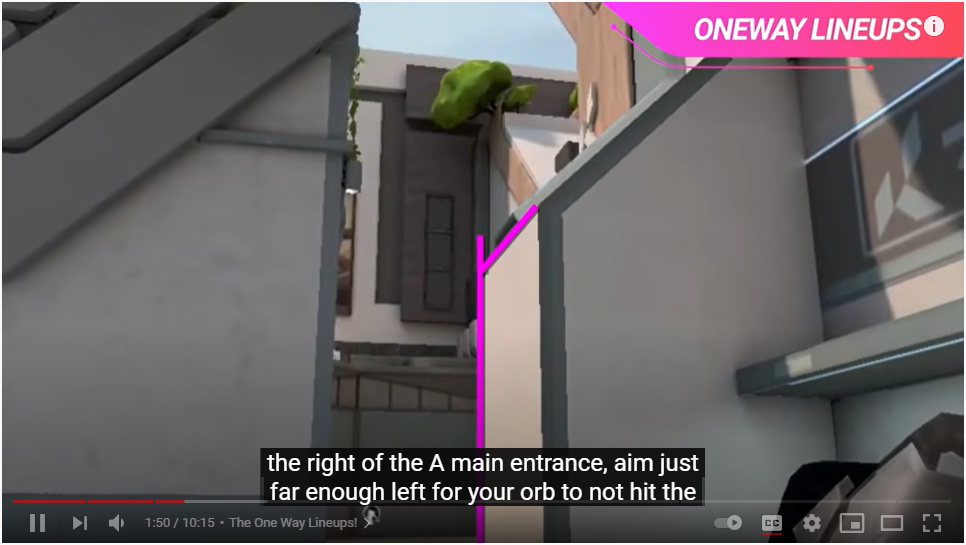 ONEWAY LINEUPS
the right of the A main entrance, aim just
far enough left for your orb to not hit the
1:50 / 10:15 • The One Way Lineups! >
CC